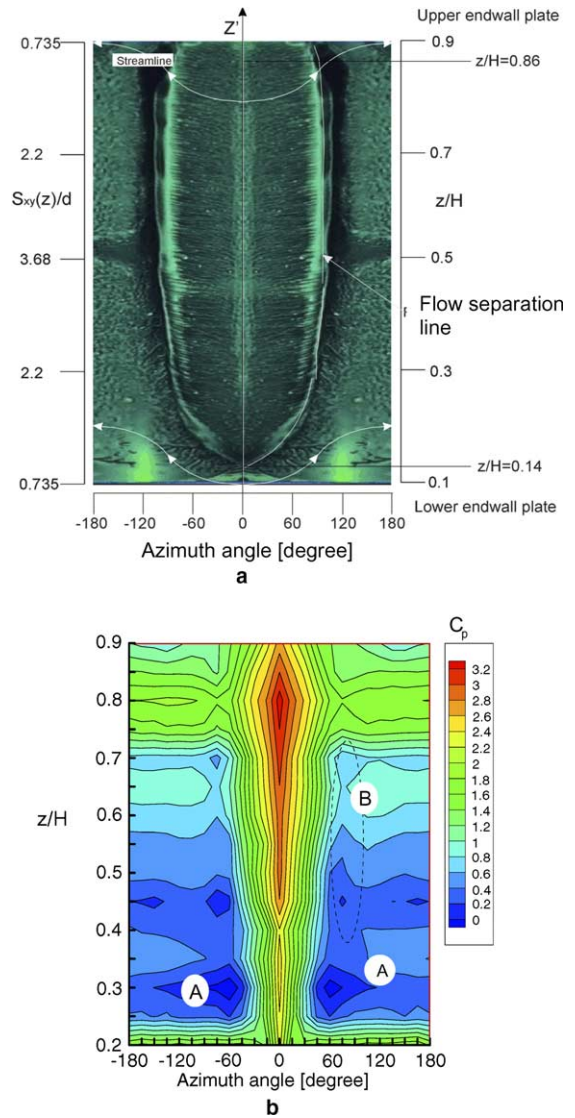 Z'
Upper endwall plate
0.735
Streamline
0.9
z/H=0.86
2.2
0.7
Sxy(z)/d
z/H
3.68
0.5
Flow separation
line
2.2
0.3
z/H=0.14
0.735
0.1
Lower endwall plate
-180 -120 -60 0 60 120 180
Azimuth angle [degree]
a
Cp
0.9
3.2
3
0.8
2.8
2.6
2.4
0.7
2.2
2
B
1.8
z/H
0.6
1.6
1.4
1.2
0.5
1
0.8
0.6
0.4
0.4
0.2
0
A
A
0.3
0.2
-180 -120 -60 0 60 120 180
Azimuth angle [degree]
b